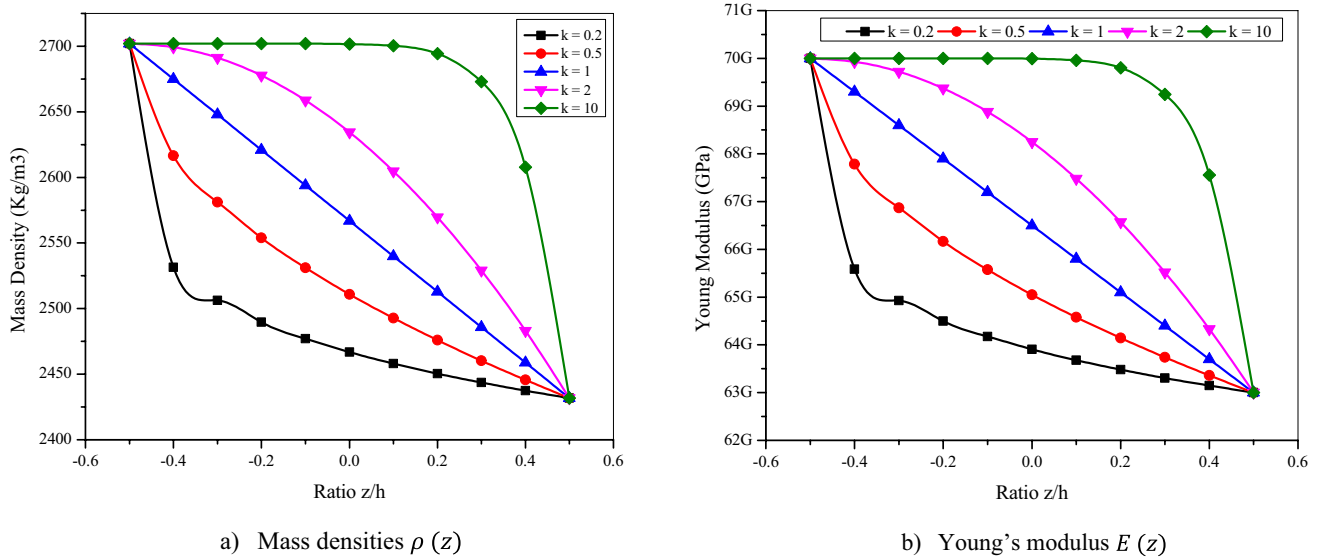 2700
2650
2600
2550
2500
2450
2400
Mass Density (Kg/m3)
-0.6
-0.4
-0.2
0.0
0.2
0.4
0.6
Ratio z/h
k = 0.2
k = 0.5
k = 1
k = 2
k = 10
a) Mass densities ρ (z)
71G
70G
69G
68G
67G
66G
65G
64G
63G
62G
Young Modulus (GPa)
-0.6
-0.4
-0.2
0.0
0.2
0.4
0.6
Ratio z/h
k = 0.2 k = 0.5 k = 1 k = 2 k = 10
b) Young’s modulus E (z)